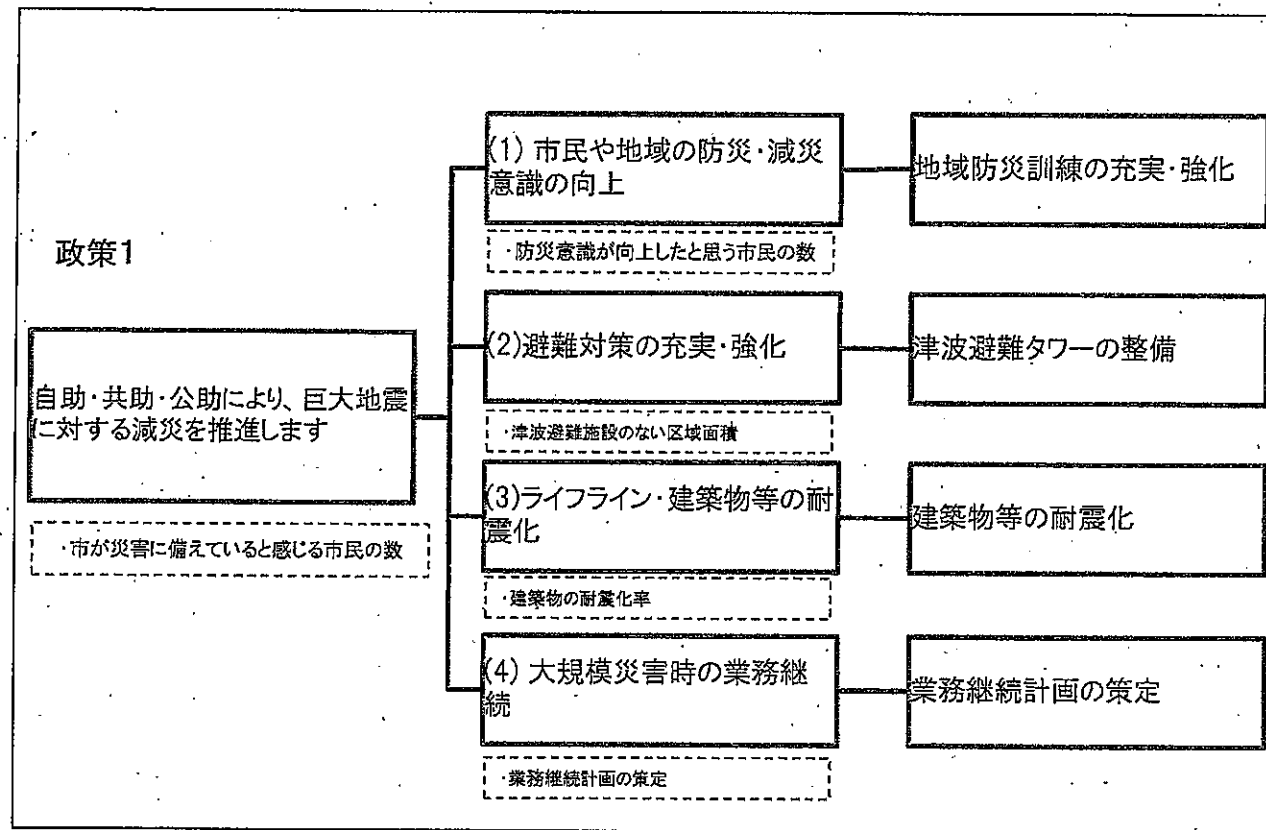 政策1
自助・共助・公助により、巨大地震
に対する減災を推進します
・市が災害に備えていると感じる市民の数
(1) 市民や地域の防災・減災
意識の向上
・防災意識が向上したと思う市民の数
地域防災訓練の充実・強化
(2)避難対策の充実・強化
・津波避難施設のない区域面積
津波避難タワーの整備
(3)ライフライン・建築物等の耐
震化
・建築物の耐震化率
建築物等の耐震化
(4) 大規模災害時の業務継
続
・業務継続計画の策定
業務継続計画の策定